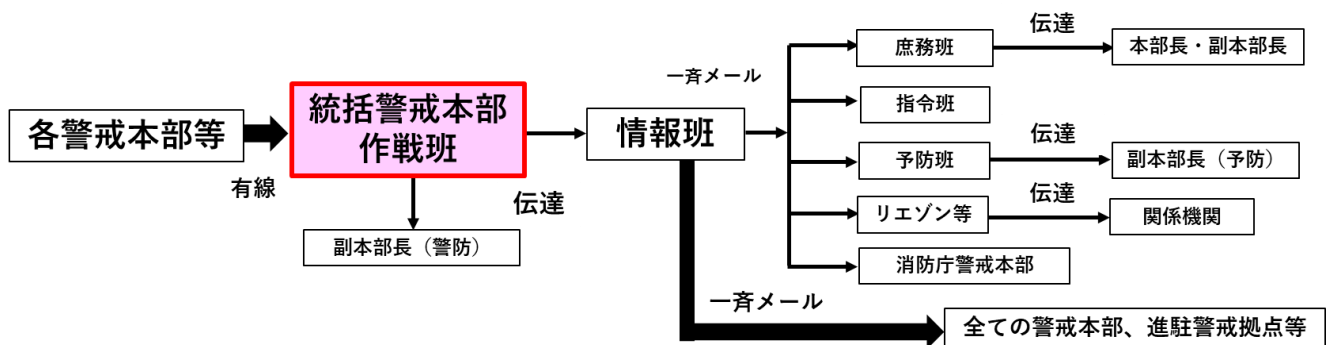 各警戒本部等
有線
統括警戒本部
作戦班
副本部長（警防）
伝達
情報班
一斉メール
庶務班
伝達
本部長・副本部長
指令班
予防班
伝達
副本部長（予防）
リエゾン等
伝達
関係機関
消防庁警戒本部
一斉メール
全ての警戒本部、進駐警戒拠点等